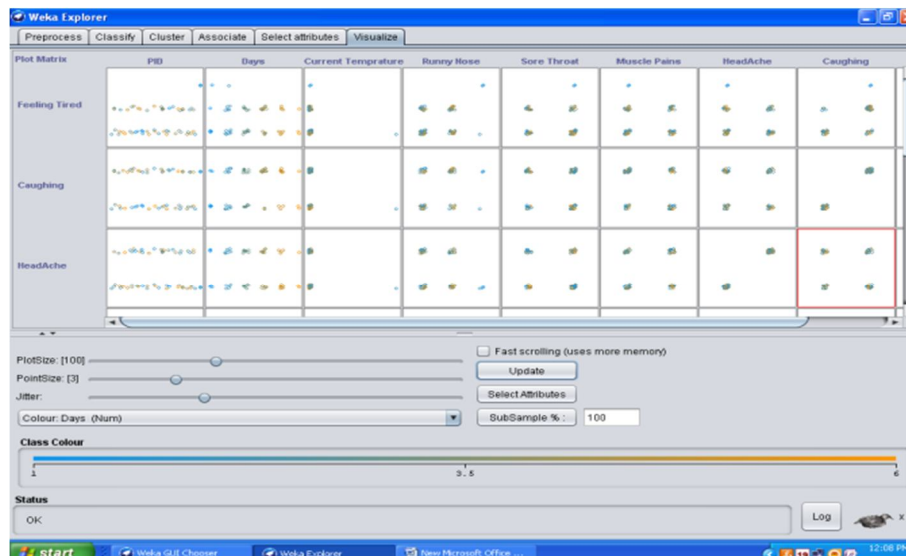 Weka Explorer
Preprocess Classify Cluster Associate Select attributes Visualize
Plot Matrix PID Days Current Temprature Runny Nose Sore Throat Muscle Pains HeadAche Caughing
Feeling Tired
Caughing
HeadAche
PlotSize: [100]
PointSize: [3]
Jitter:
Fast scrolling (uses more memory)
Update
Select Attributes
Colour: Days (Num)
SubSample % : 100
Class Colour
1 3.5 6
Status
OK
Log
x
start Weka GUI Chooser Weka Explorer New Microsoft Office ... 12:08 PM